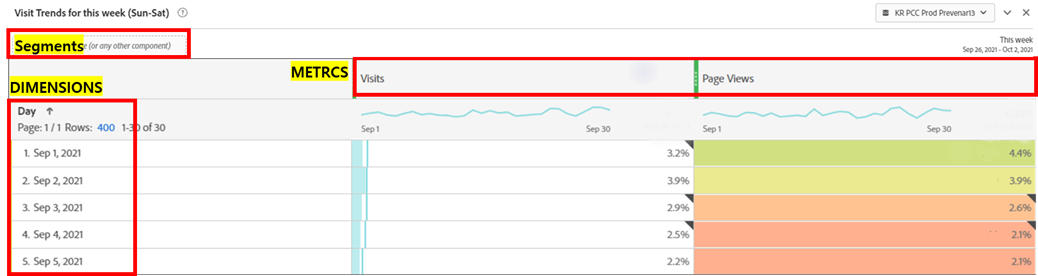 Visit Trends for this week (Sun-Sat) ?
KR PCC Prod Prevenar13
This week
Sep 26, 2021 - Oct 2, 2021
Segments (or any other component)
METRCS
Visits
Page Views
DIMENSIONS
Day ↑
Page: 1 / 1 Rows: 400 1-30 of 30
Sep 1
Sep 30
Sep 1
Sep 30
1. Sep 1, 2021 3.2% 4.4%
2. Sep 2, 2021 3.9% 3.9%
3. Sep 3, 2021 2.9% 2.6%
4. Sep 4, 2021 2.5% 2.1%
5. Sep 5, 2021 2.2% 2.1%